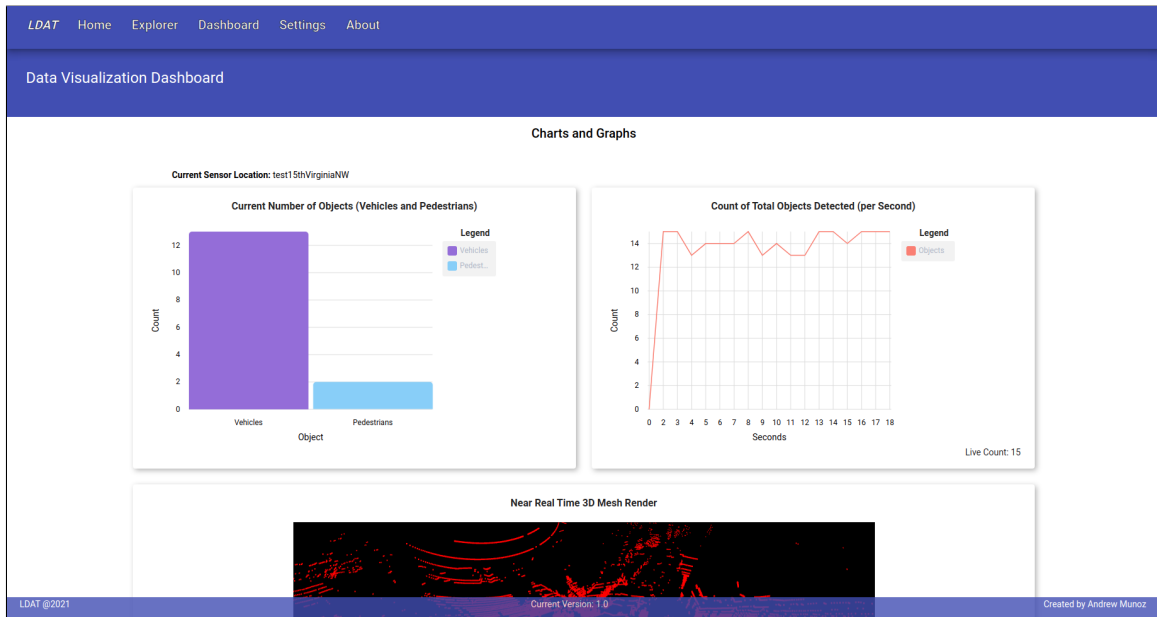 LDAT Home Explorer Dashboard Settings About
Data Visualization Dashboard
Charts and Graphs
Current Sensor Location: test15thVirginiaNW
Current Number of Objects (Vehicles and Pedestrians)
Legend
Vehicles
Pedest...
12
10
8
6
4
2
0
Count
Vehicles Pedestrians
Object
Count of Total Objects Detected (per Second)
Legend
Objects
14
12
10
8
6
4
2
0
Count
0 2 3 4 5 6 7 8 9 10 11 12 13 14 15 16 17 18
Seconds
Live Count: 15
Near Real Time 3D Mesh Render
LDAT @2021 Current Version: 1.0 Created by Andrew Munoz